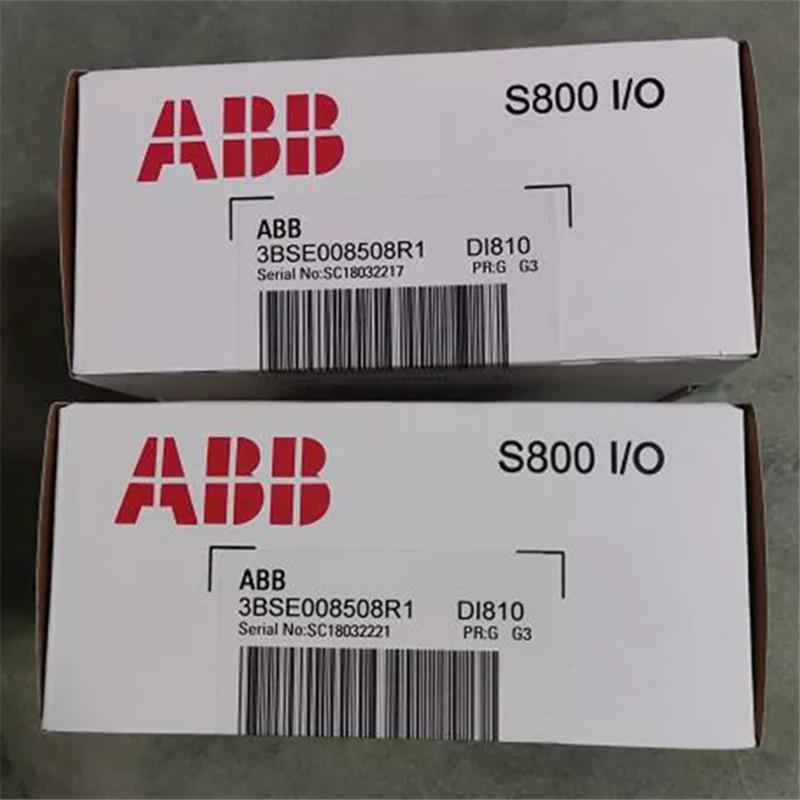 ABB
S800 I/O
ABB
3BSE008508R1 DI810
Serial No:SC18032217 PR:G G3
ABB
S800 I/O
ABB
3BSE008508R1 DI810
Serial No:SC18032221 PR:G G3